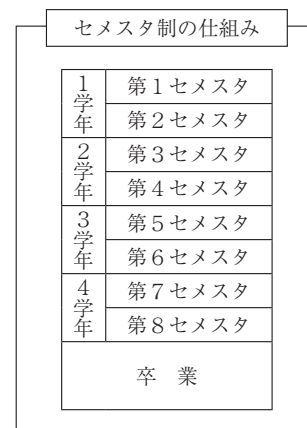 セメスタ制の仕組み
1学年
第1セメスタ
第2セメスタ
2学年
第3セメスタ
第4セメスタ
3学年
第5セメスタ
第6セメスタ
4学年
第7セメスタ
第8セメスタ
卒 業